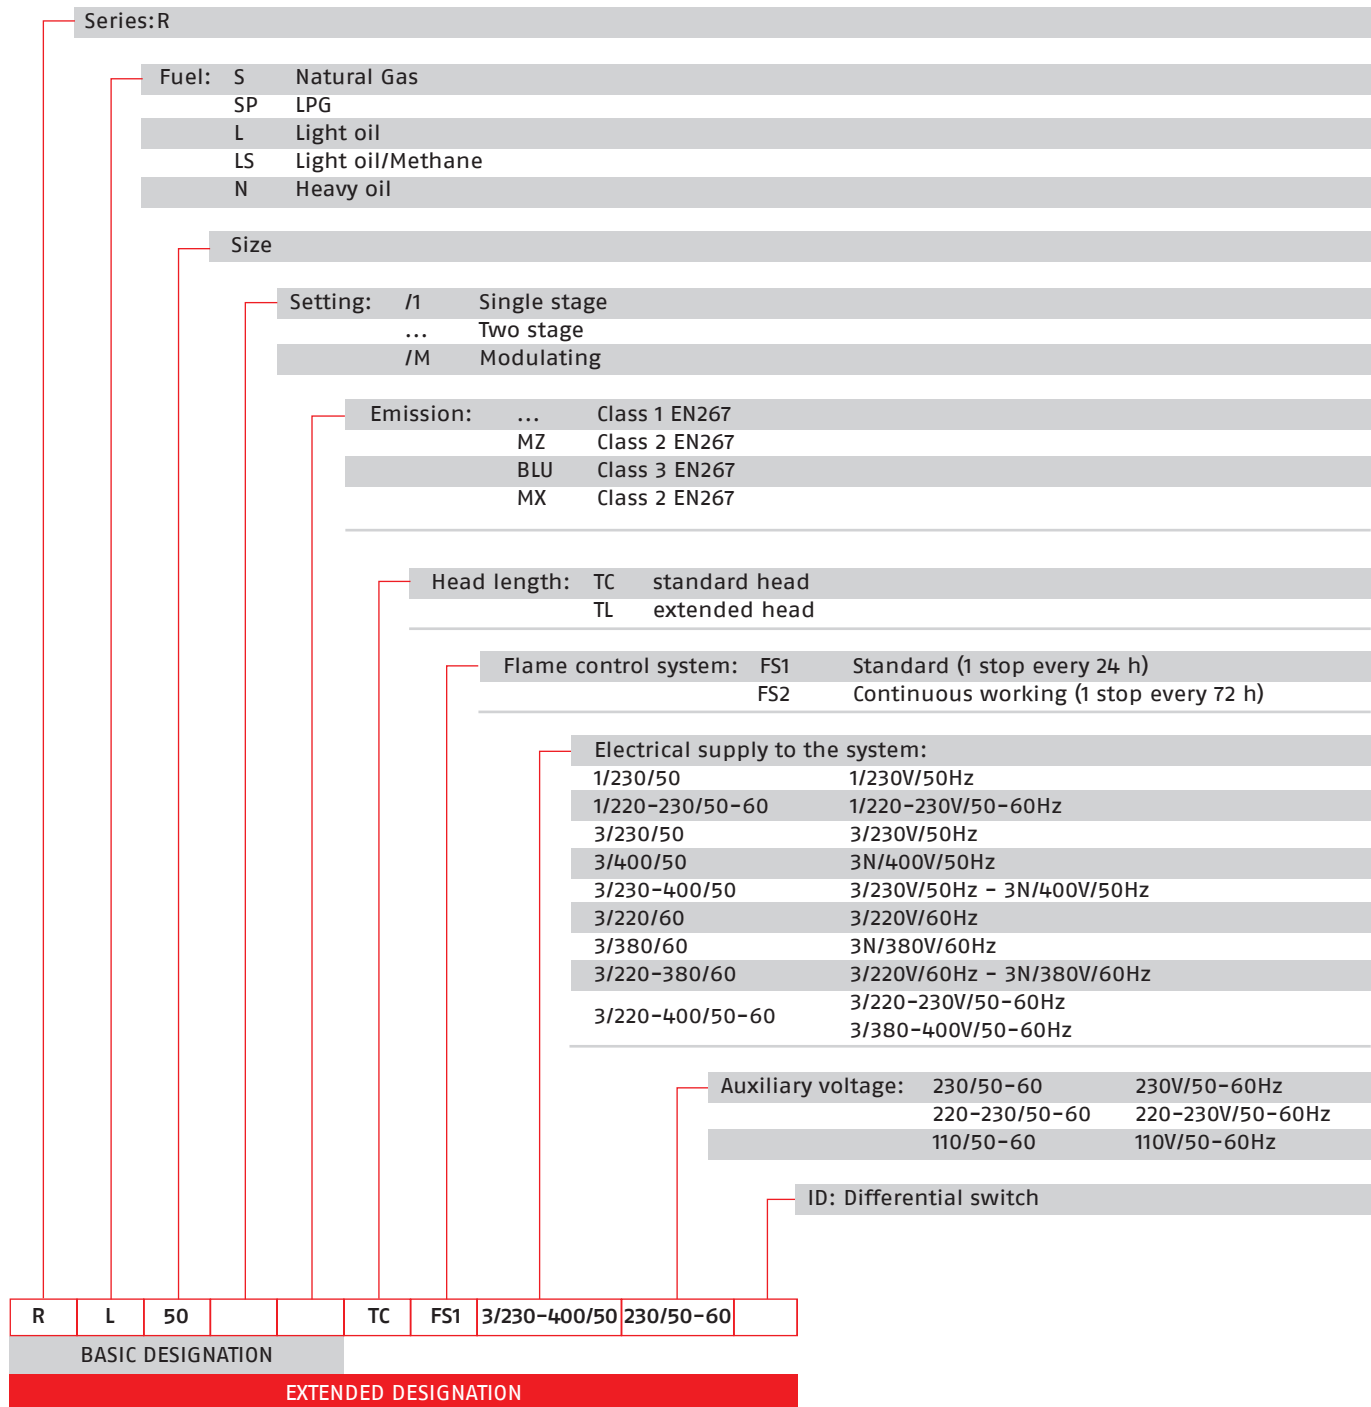 Series: R
Fuel: S Natural Gas
SP LPG
L Light oil
LS Light oil/Methane
N Heavy oil
Size
Setting: /1 Single stage
... Two stage
/M Modulating
Emission: ... Class 1 EN267
MZ Class 2 EN267
BLU Class 3 EN267
MX Class 2 EN267
Head length: TC standard head
TL extended head
Flame control system: FS1 Standard (1 stop every 24 h)
FS2 Continuous working (1 stop every 72 h)
Electrical supply to the system:
1/230/50 1/230V/50Hz
1/220-230/50-60 1/220-230V/50-60Hz
3/230/50 3/230V/50Hz
3/400/50 3N/400V/50Hz
3/230-400/50 3/230V/50Hz - 3N/400V/50Hz
3/220/60 3/220V/60Hz
3/380/60 3N/380V/60Hz
3/220-380/60 3/220V/60Hz - 3N/380V/60Hz
3/220-400/50-60 3/220-230V/50-60Hz
3/380-400V/50-60Hz
Auxiliary voltage: 230/50-60 230V/50-60Hz
220-230/50-60 220-230V/50-60Hz
110/50-60 110V/50-60Hz
ID: Differential switch
R L 50 TC FS1 3/230-400/50 230/50-60
BASIC DESIGNATION
EXTENDED DESIGNATION